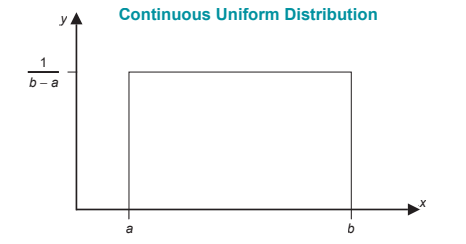 Continuous Uniform Distribution
y
1
b – a
x
a
b